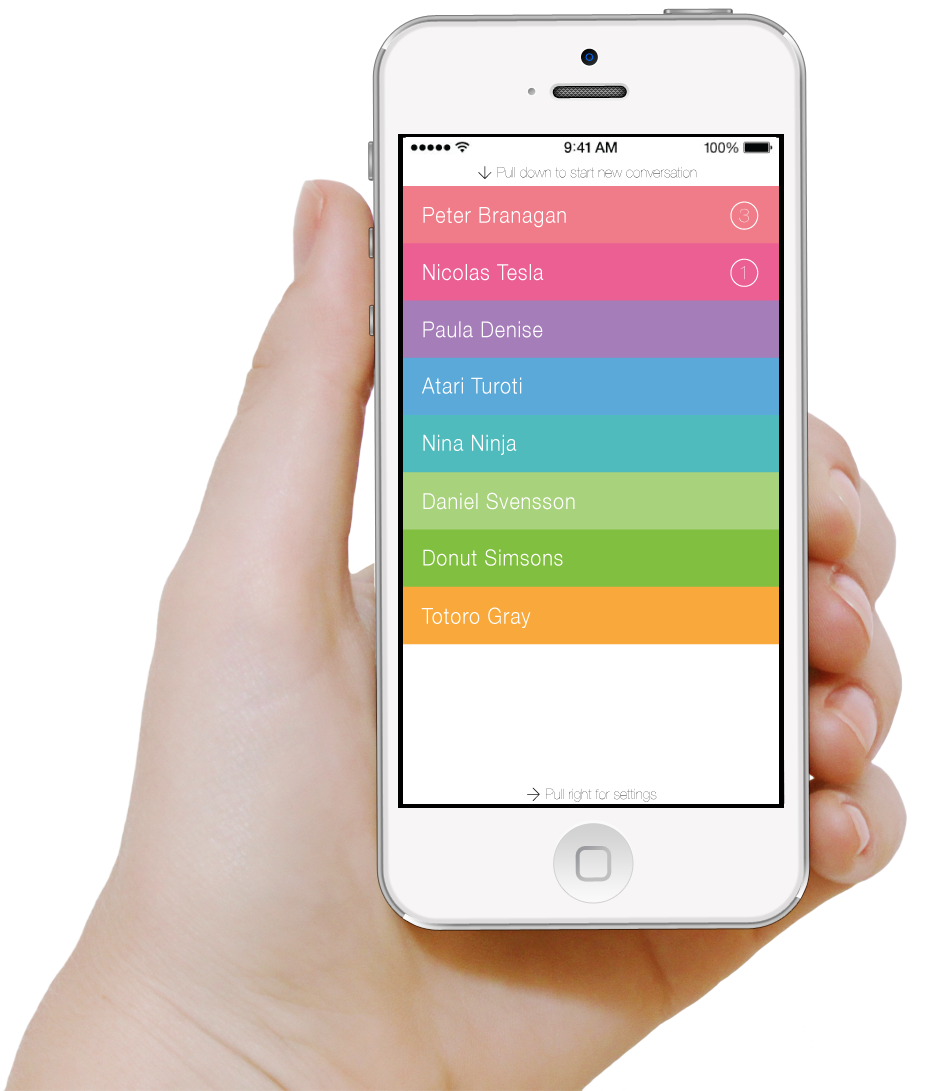 9:41 AM 100%
↓ Pull down to start new conversation
Peter Branagan 3
Nicolas Tesla 1
Paula Denise
Atari Turoti
Nina Ninja
Daniel Svensson
Donut Simsons
Totoro Gray
→ Pull right for settings